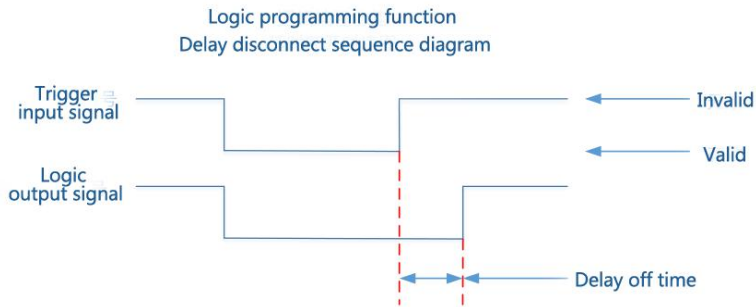 Logic programming function
Delay disconnect sequence diagram
Trigger
input signal
Invalid
Valid
Logic
output signal
Delay off time